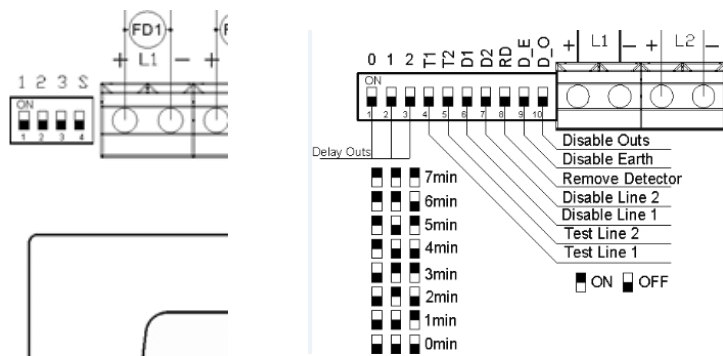 FD1
+ L1 - +
1 2 3 S
ON
1 2 3 4
0 1 2 T1 T2 D1 D2 RD D_E D_O
+ L1 - + L2 -
ON
1 2 3 4 5 6 7 8 9 10
Delay Outs
Disable Outs
Disable Earth
Remove Detector
Disable Line 2
Disable Line 1
Test Line 2
Test Line 1
7min
6min
5min
4min
3min
2min
1min
0min
ON OFF